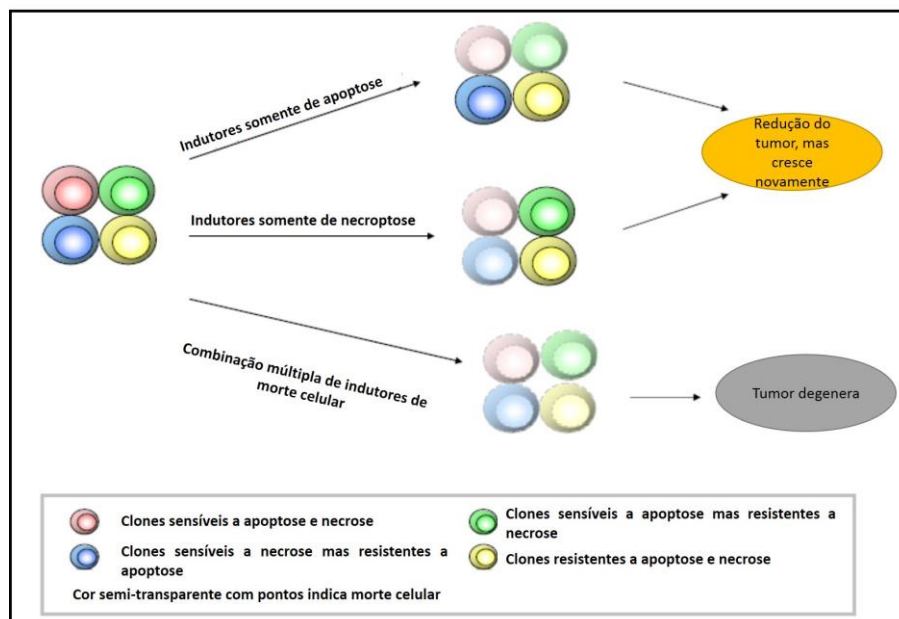 Indutores somente de apoptose
Redução do
tumor, mas
cresce
novamente
Indutores somente de necroptose
Combinação múltipla de indutores de
morte celular
Tumor degenera
Clones sensíveis a apoptose e necrose
Clones sensíveis a necrose mas resistentes a
apoptose
Clones sensíveis a apoptose mas resistentes a
necrose
Clones resistentes a apoptose e necrose
Cor semi-transparente com pontos indica morte celular